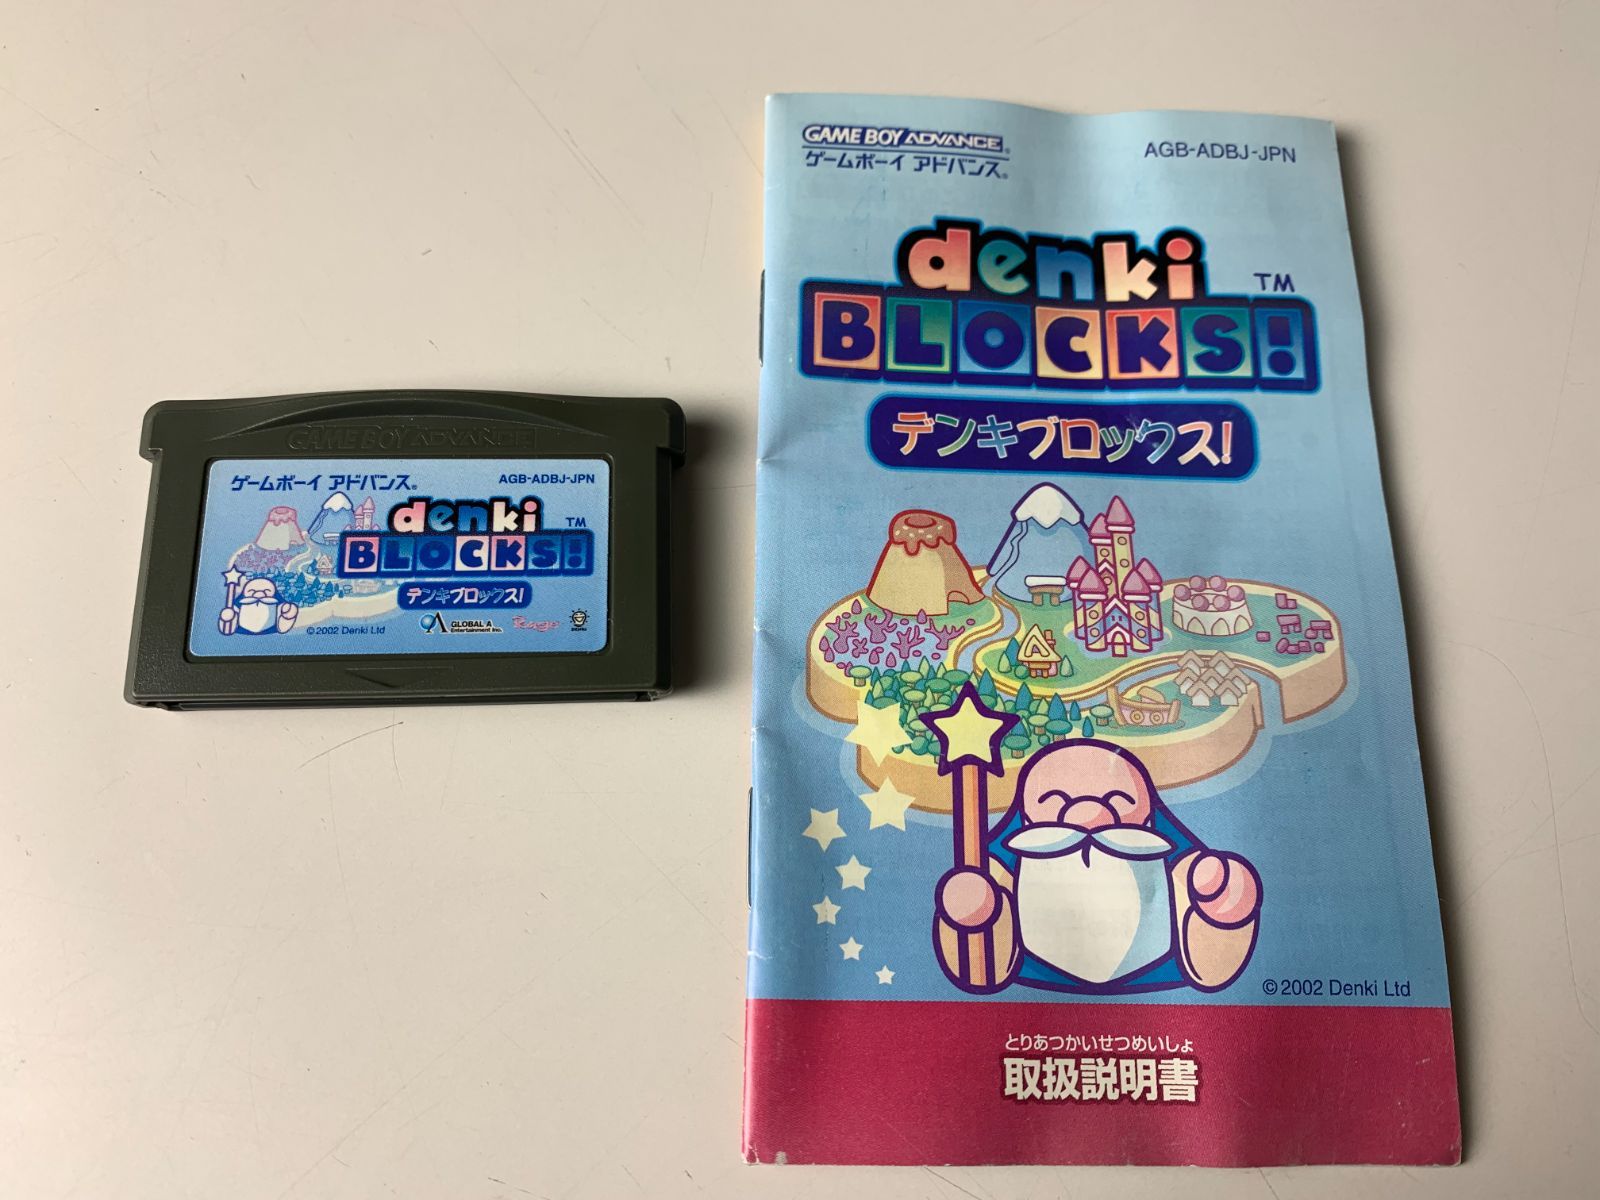 GAME BOY ADVANCE
ゲームボーイ アドバンス®
AGB-ADBJ-JPN
denki
BLOCKS!™
デンキブロックス!
© 2002 Denki Ltd
GLOBAL A
Entertainment Inc.
Rage
DENKI
GAME BOY ADVANCE®
ゲームボーイ アドバンス®
AGB-ADBJ-JPN
denki
BLOCKS!™
デンキブロックス!
© 2002 Denki Ltd
とりあつかいせつめいしょ
取扱説明書